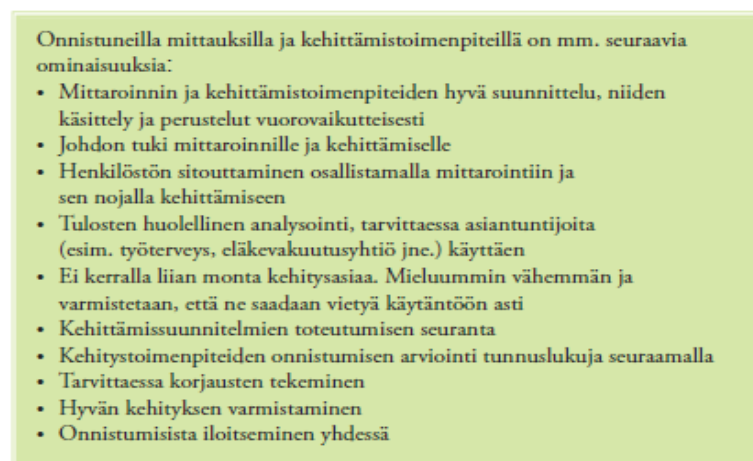 Onnistuneilla mittauksilla ja kehittämistoimenpiteillä on mm. seuraavia
ominaisuuksia:
• Mittaroinnin ja kehittämistoimenpiteiden hyvä suunnittelu, niiden
käsittely ja perustelut vuorovaikutteisesti
• Johdon tuki mittaroinnille ja kehittämiselle
• Henkilöstön sitouttaminen osallistamalla mittarointiin ja
sen nojalla kehittämiseen
• Tulosten huolellinen analysointi, tarvittaessa asiantuntijoita
(esim. työterveys, eläkevakuutusyhtiö jne.) käyttäen
• Ei kerralla liian monta kehitysasiaa. Mieluummin vähemmän ja
varmistetaan, että ne saadaan vietyä käytäntöön asti
• Kehittämissuunnitelmien toteutumisen seuranta
• Kehitystoimenpiteiden onnistumisen arviointi tunnuslukuja seuraamalla
• Tarvittaessa korjausten tekeminen
• Hyvän kehityksen varmistaminen
• Onnistumisista iloitseminen yhdessä